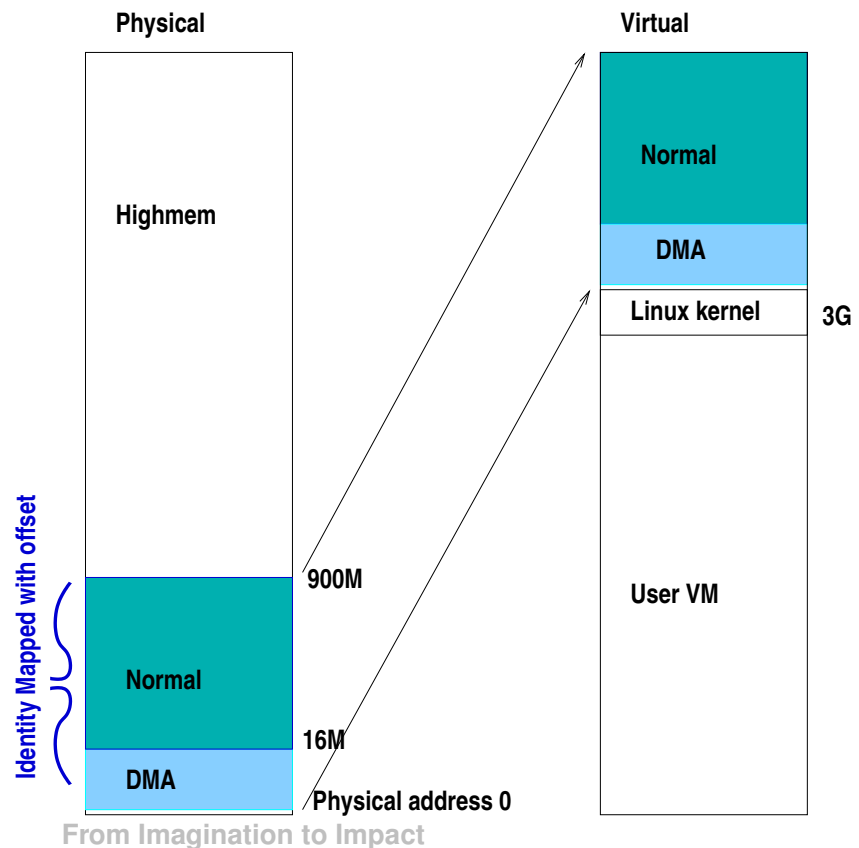 Physical
Virtual
Highmem
Normal
DMA
Linux kernel
3G
Identity Mapped with offset
900M
User VM
Normal
16M
DMA
Physical address 0
From Imagination to Impact